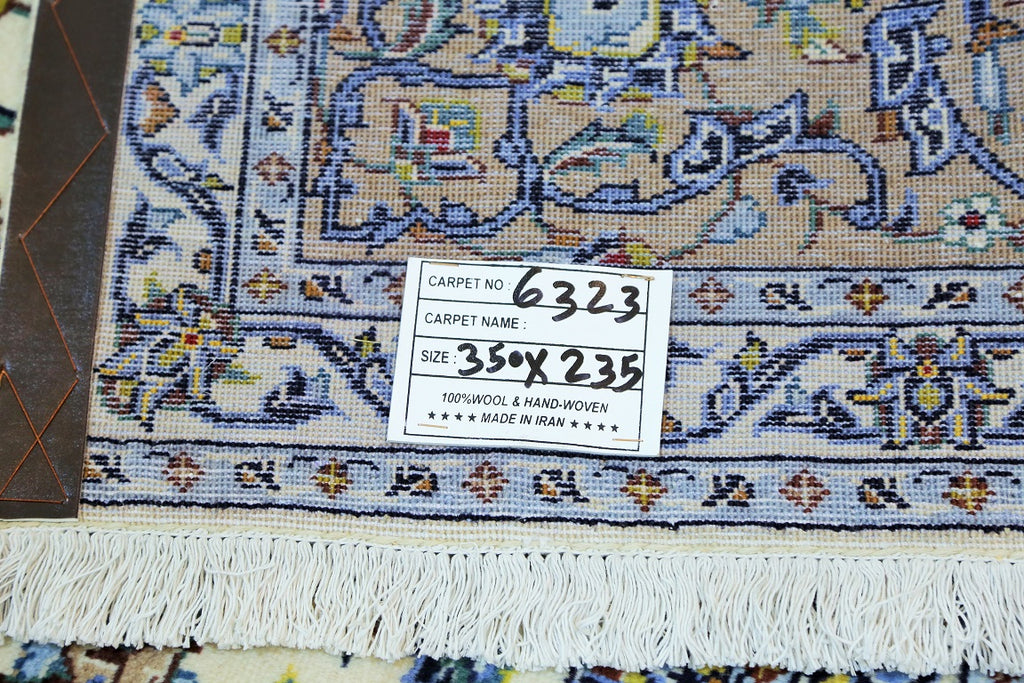 CARPET NO : 6323
CARPET NAME :
SIZE : 350X235
100%WOOL & HAND-WOVEN
★ ★ ★ ★ MADE IN IRAN ★ ★ ★ ★